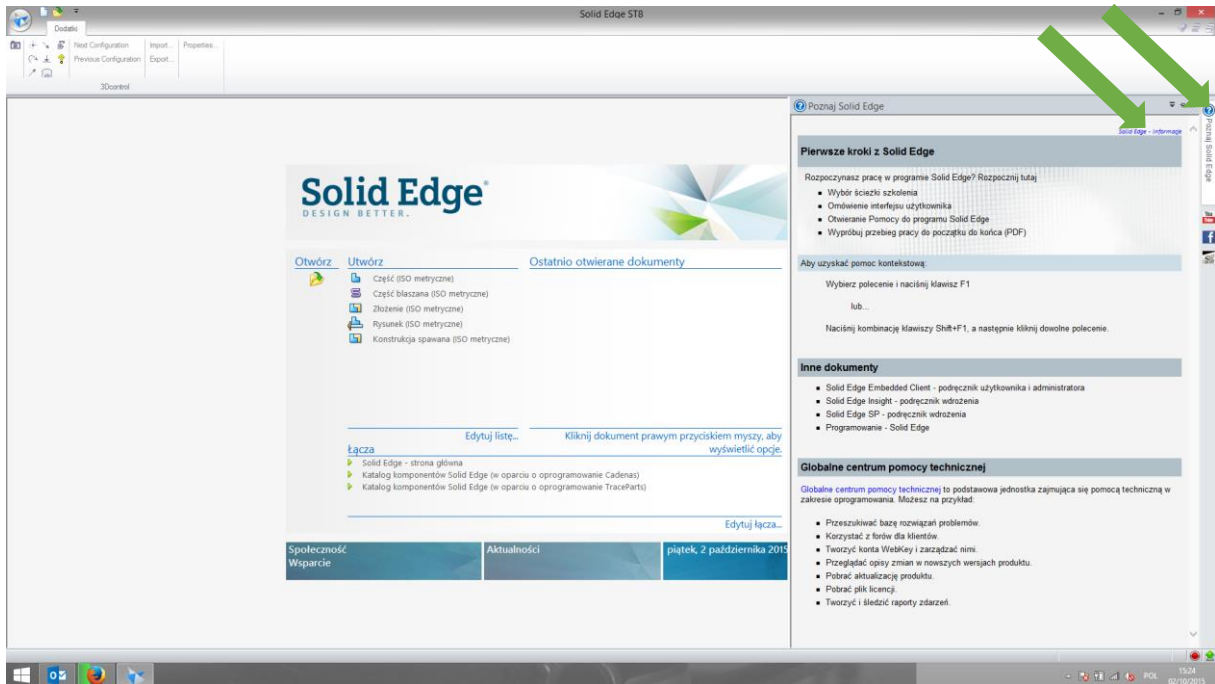 Solid Edge ST8
Dodatki
Next Configuration Import... Properties...
Previous Configuration Export...
3Dcontrol
Poznaj Solid Edge
Poznaj Solid Edge
Solid Edge - informacje
Pierwsze kroki z Solid Edge
Rozpoczynasz pracę w programie Solid Edge? Rozpocznij tutaj
Wybór ścieżki szkolenia
Omówienie interfejsu użytkownika
Otwieranie Pomocy do programu Solid Edge
Wypróbuj przebieg pracy do początku do końca (PDF)
Aby uzyskać pomoc kontekstową:
Wybierz polecenie i naciśnij klawisz F1
lub...
Naciśnij kombinację klawiszy Shift+F1, a następnie kliknij dowolne polecenie.
Inne dokumenty
Solid Edge Embedded Client - podręcznik użytkownika i administratora
Solid Edge Insight - podręcznik wdrożenia
Solid Edge SP - podręcznik wdrożenia
Programowanie - Solid Edge
Globalne centrum pomocy technicznej
Globalne centrum pomocy technicznej to podstawowa jednostka zajmująca się pomocą techniczną w
zakresie oprogramowania. Możesz na przykład:
Przeszukiwać bazę rozwiązań problemów.
Korzystać z forów dla klientów.
Tworzyć konta WebKey i zarządzać nimi.
Przeglądać opisy zmian w nowszych wersjach produktu.
Pobrać aktualizację produktu.
Pobrać plik licencji.
Tworzyć i śledzić raporty zdarzeń.
Solid Edge®
DESIGN BETTER.
Otwórz Utwórz Ostatnio otwierane dokumenty
Część (ISO metryczne)
Część blaszana (ISO metryczne)
Złożenie (ISO metryczne)
Rysunek (ISO metryczne)
Konstrukcja spawana (ISO metryczne)
Edytuj listę... Kliknij dokument prawym przyciskiem myszy, aby
wyświetlić opcje.
Łącza
Solid Edge - strona główna
Katalog komponentów Solid Edge (w oparciu o oprogramowanie Cadenas)
Katalog komponentów Solid Edge (w oparciu o oprogramowanie TraceParts)
Edytuj łącza...
Społeczność Aktualności piątek, 2 października 2015
Wsparcie
You
Tube
POL 15:24
02/10/2015